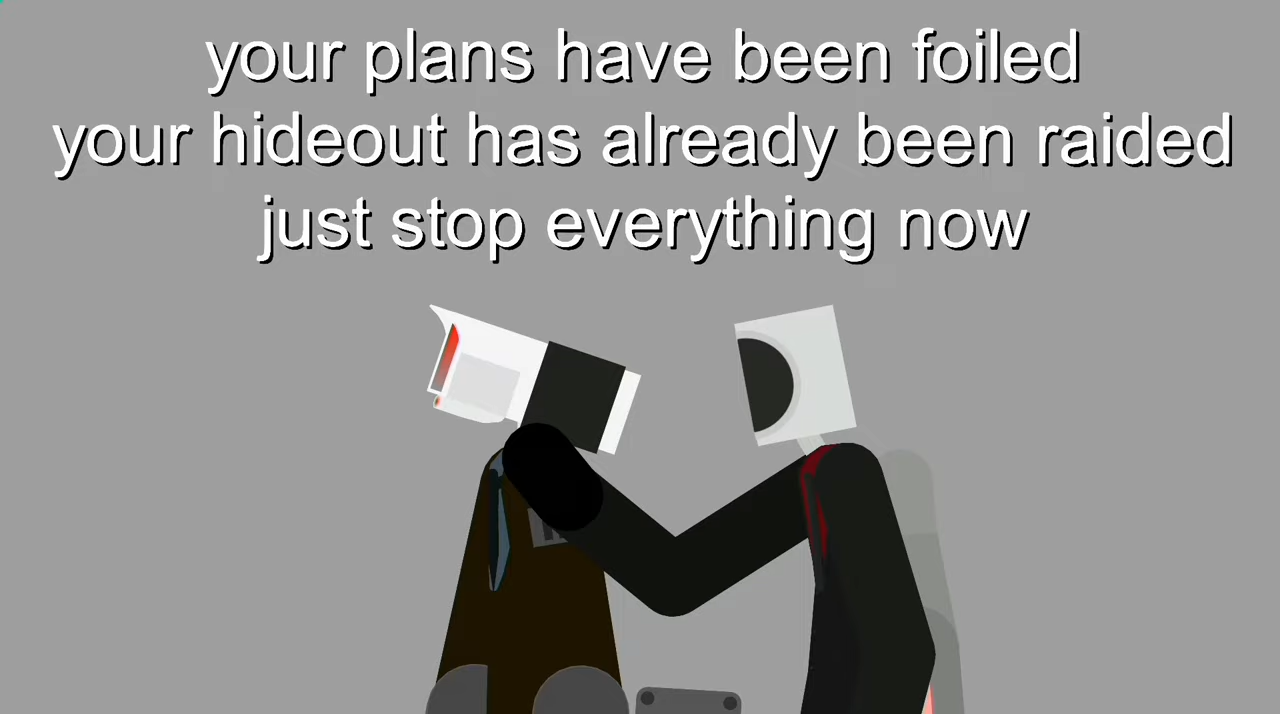 your plans have been foiled
your hideout has already been raided
just stop everything now